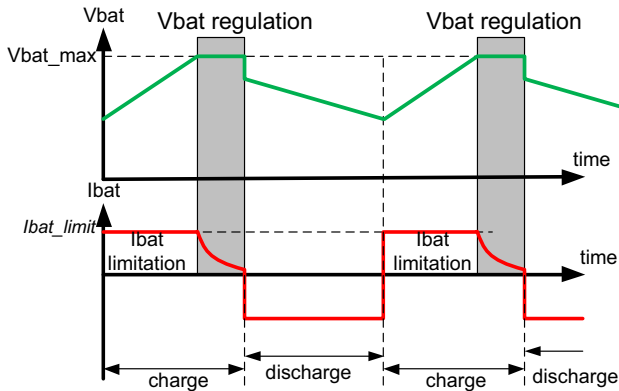 Vbat
Vbat regulation
Vbat regulation
Vbat_max
time
Ibat
Ibat_limit
Ibat
limitation
Ibat
limitation
time
charge
discharge
charge
discharge